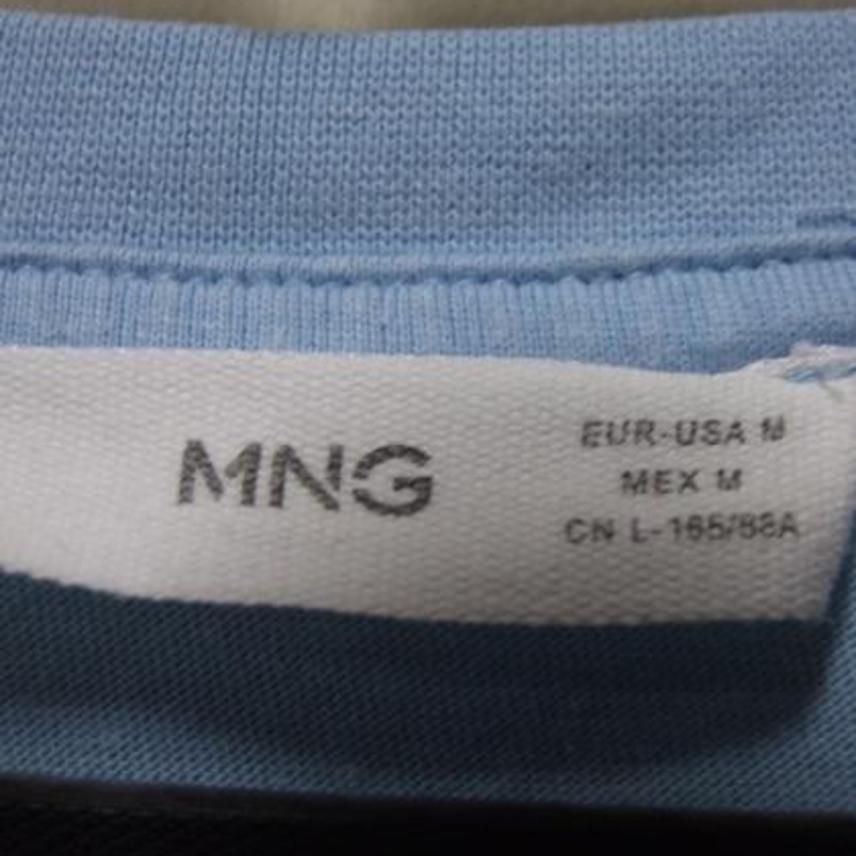 MNG
EUR-USA M
MEX M
CN L-165/88A